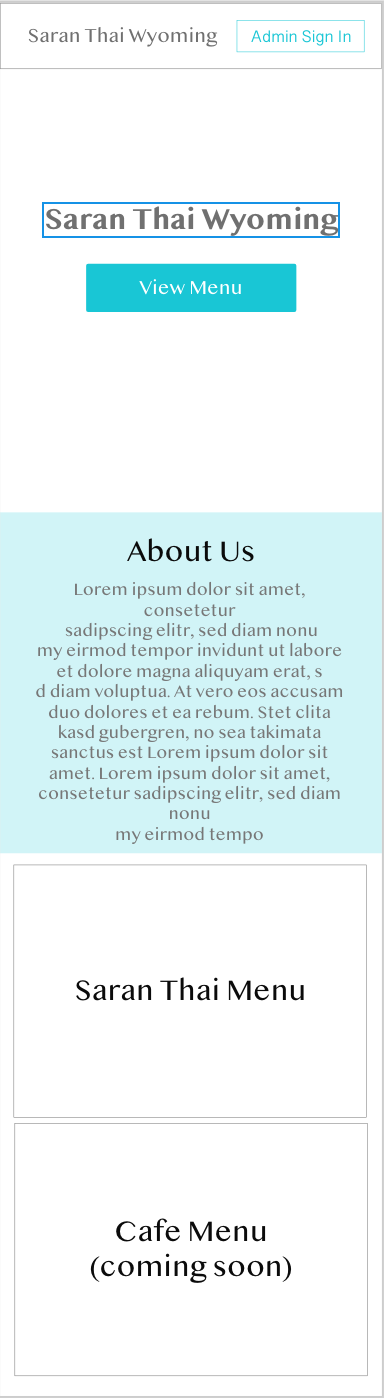 Saran Thai Wyoming
Admin Sign In
Saran Thai Wyoming
View Menu
About Us
Lorem ipsum dolor sit amet,
consetetur
sadipscing elitr, sed diam nonu
my eirmod tempor invidunt ut labore
et dolore magna aliquyam erat, s
d diam voluptua. At vero eos accusam
duo dolores et ea rebum. Stet clita
kasd gubergren, no sea takimata
sanctus est Lorem ipsum dolor sit
amet. Lorem ipsum dolor sit amet,
consetetur sadipscing elitr, sed diam
nonu
my eirmod tempo
Saran Thai Menu
Cafe Menu
(coming soon)